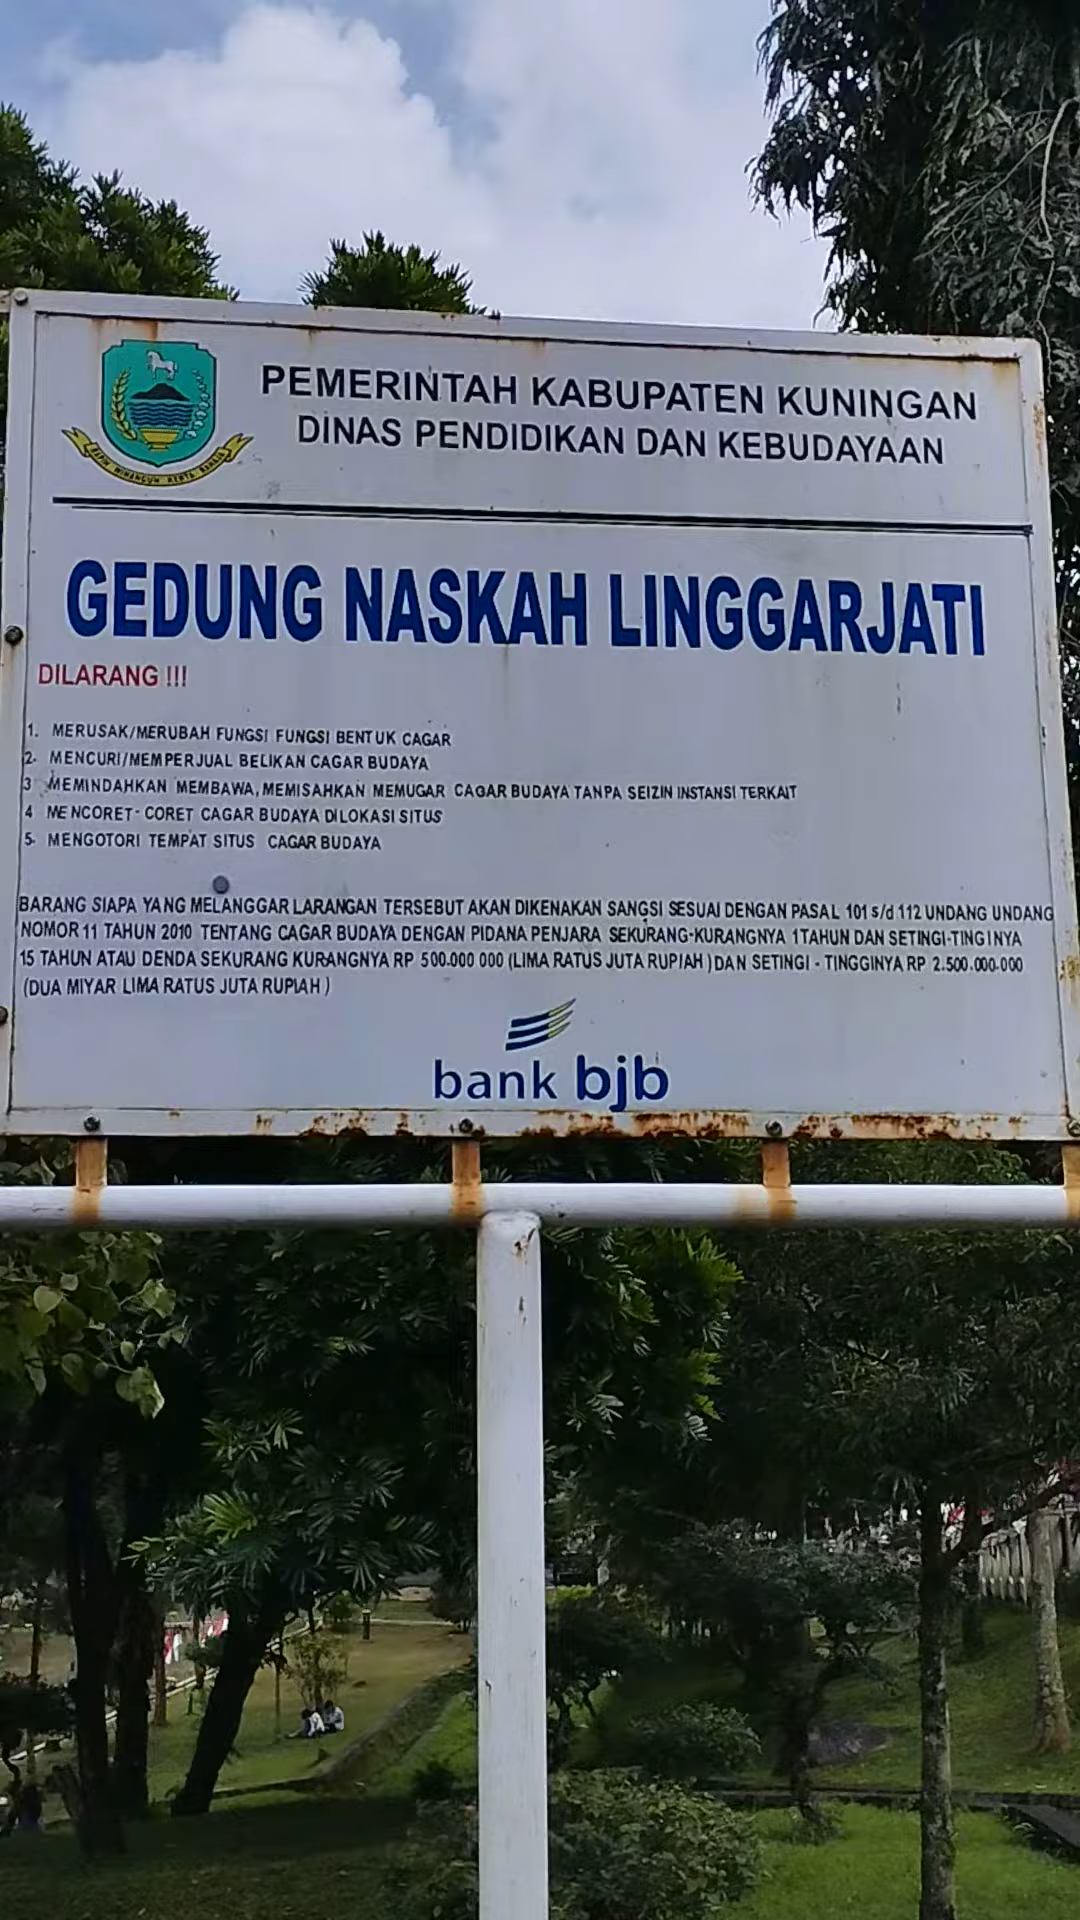 PEMERINTAH KABUPATEN KUNINGAN
DINAS PENDIDIKAN DAN KEBUDAYAAN
GEDUNG NASKAH LINGGARJATI
DILARANG !!!
1. MERUSAK/MERUBAH FUNGSI FUNGSI BENTUK CAGAR
2. MENCURI/MEMPERJUAL BELIKAN CAGAR BUDAYA
3 MEMINDAHKAN MEMBAWA, MEMISAHKAN MEMUGAR CAGAR BUDAYA TANPA SEIZIN INSTANSI TERKAIT
4 MENCORET- CORET CAGAR BUDAYA DILOKASI SITUS
5. MENGOTORI TEMPAT SITUS CAGAR BUDAYA
BARANG SIAPA YANG MELANGGAR LARANGAN TERSEBUT AKAN DIKENAKAN SANGSI SESUAI DENGAN PASAL 101 s/d 112 UNDANG UNDANG
NOMOR 11 TAHUN 2010 TENTANG CAGAR BUDAYA DENGAN PIDANA PENJARA SEKURANG-KURANGNYA 1TAHUN DAN SETINGI-TINGINYA
15 TAHUN ATAU DENDA SEKURANG KURANGNYA RP 500.000 000 (LIMA RATUS JUTA RUPIAH ) DAN SETINGI - TINGGINYA RP 2.500.000.000
(DUA MIYAR LIMA RATUS JUTA RUPIAH )
bank bjb